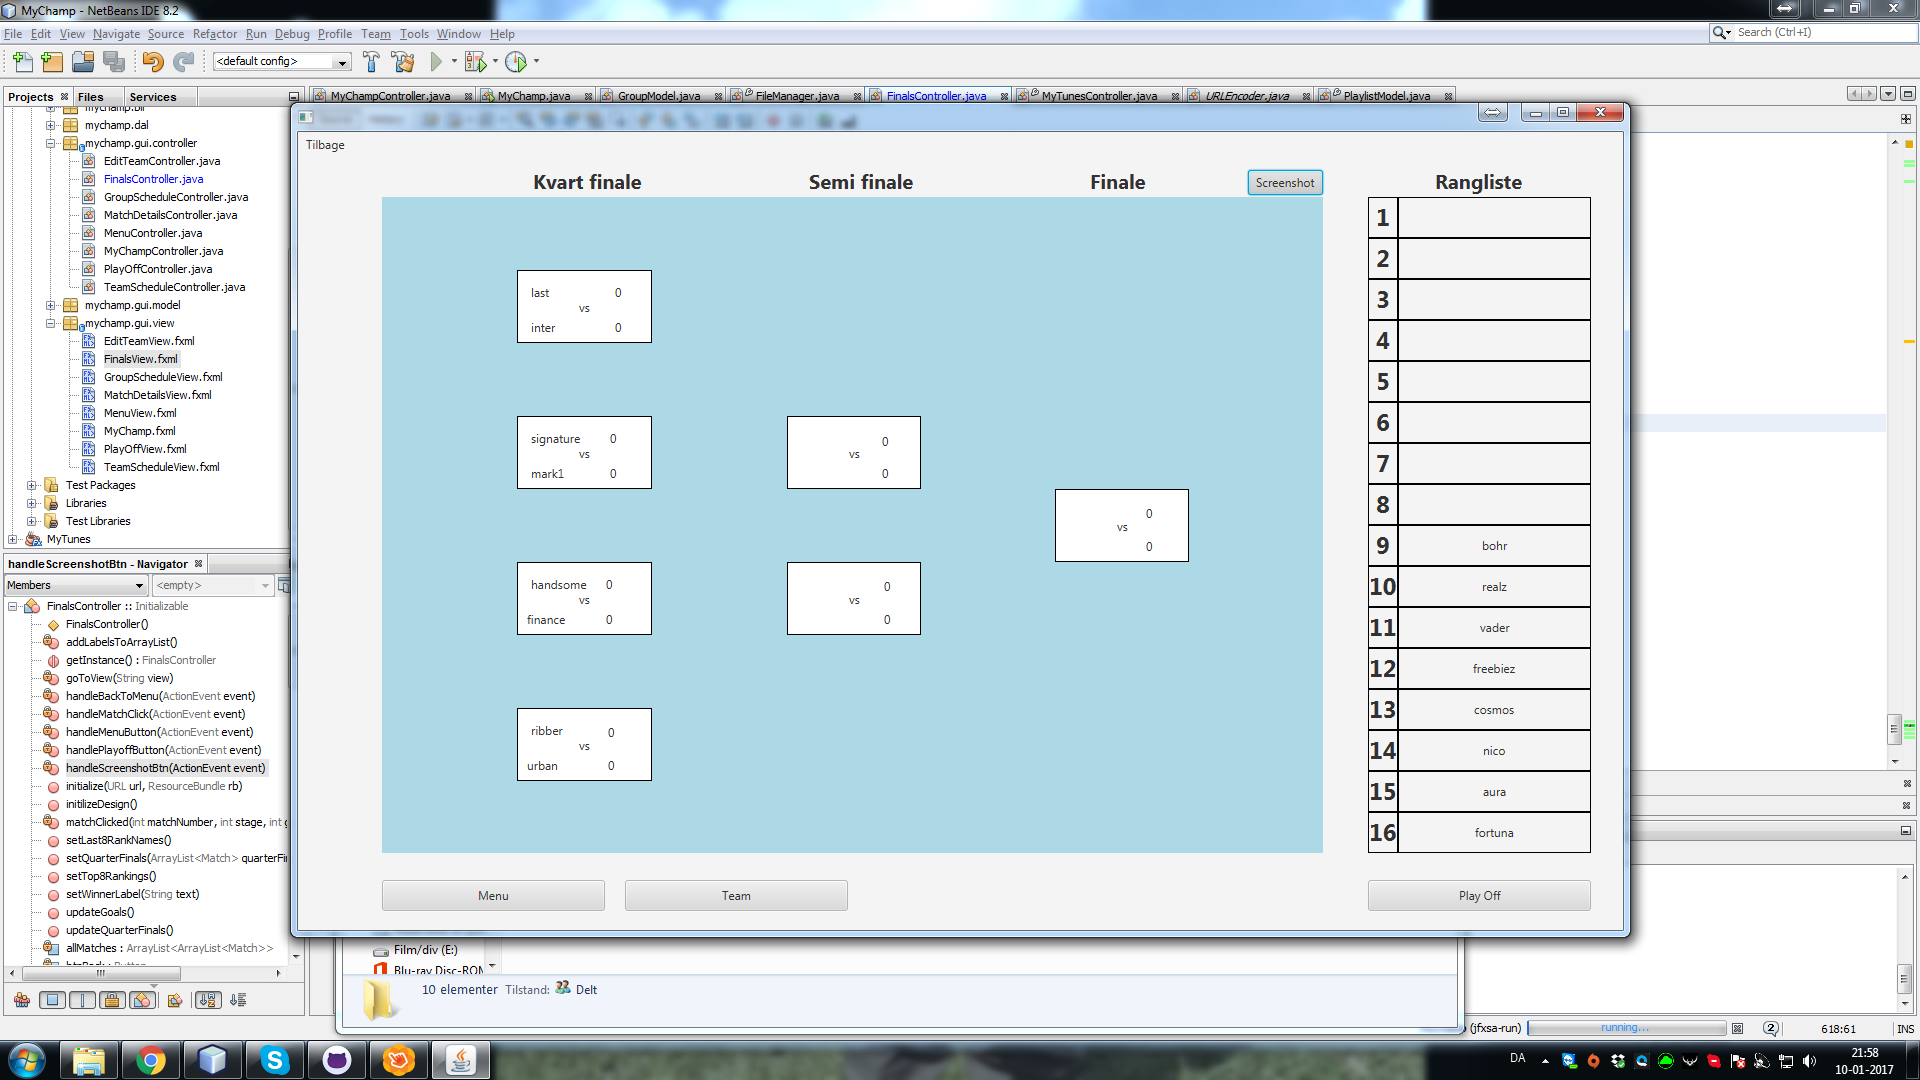 MyChamp - NetBeans IDE 8.2
File Edit View Navigate Source Refactor Run Debug Profile Team Tools Window Help
Search (Ctrl+I)
<default config>
Projects Files Services
MyChampController.java MyChamp.java GroupModel.java FileManager.java FinalsController.java MyTunesController.java URLEncoder.java PlaylistModel.java
mychamp.dal
mychamp.gui.controller
EditTeamController.java
FinalsController.java
GroupScheduleController.java
MatchDetailsController.java
MenuController.java
MyChampController.java
PlayOffController.java
TeamScheduleController.java
mychamp.gui.model
mychamp.gui.view
EditTeamView.fxml
FinalsView.fxml
GroupScheduleView.fxml
MatchDetailsView.fxml
MenuView.fxml
MyChamp.fxml
PlayOffView.fxml
TeamScheduleView.fxml
Test Packages
Libraries
Test Libraries
MyTunes
handleScreenshotBtn - Navigator
Members <empty>
FinalsController :: Initializable
FinalsController()
addLabelsToArrayList()
getInstance() : FinalsController
goToView(String view)
handleBackToMenu(ActionEvent event)
handleMatchClick(ActionEvent event)
handleMenuButton(ActionEvent event)
handlePlayoffButton(ActionEvent event)
handleScreenshotBtn(ActionEvent event)
initialize(URL url, ResourceBundle rb)
initilizeDesign()
matchClicked(int matchNumber, int stage, int g
setLast8RankNames()
setQuarterFinals(ArrayList<Match> quarterFin
setTop8Rankings()
setWinnerLabel(String text)
updateGoals()
updateQuarterFinals()
allMatches : ArrayList<ArrayList<Match>>
Tilbage
Kvart finale Semi finale Finale Screenshot Rangliste
last 0
vs
inter 0
signature 0
vs
mark1 0
handsome 0
vs
finance 0
ribber 0
vs
urban 0
0
vs
0
0
vs
0
0
vs
0
1
2
3
4
5
6
7
8
9 bohr
10 realz
11 vader
12 freebiez
13 cosmos
14 nico
15 aura
16 fortuna
Menu Team Play Off
Film/div (E:)
Blu-ray Disc-ROM
10 elementer Tilstand: Delt
(jfxsa-run) running... 2 618:61 INS
DA 21:58
10-01-2017